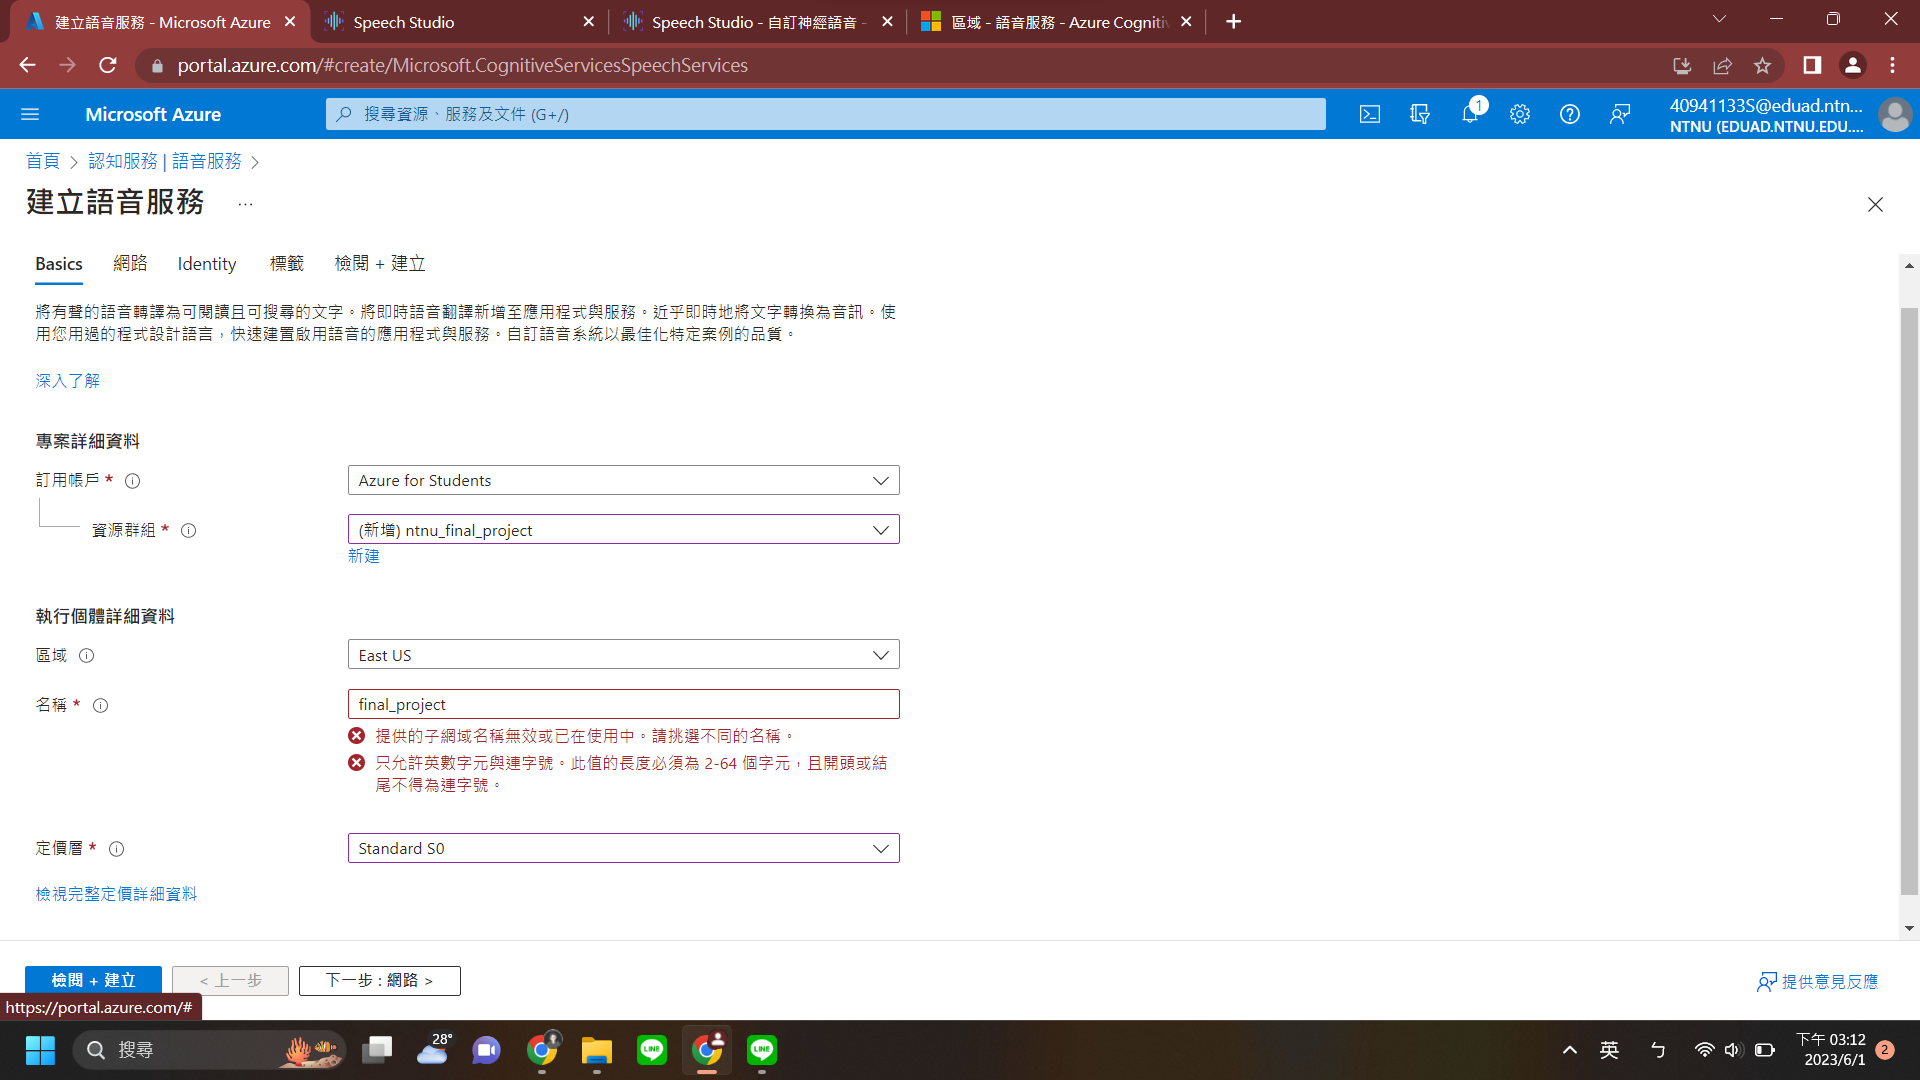 建立語音服務 - Microsoft Azure
Speech Studio
Speech Studio - 自訂神經語音 -
區域 - 語音服務 - Azure Cogniti
portal.azure.com/#create/Microsoft.CognitiveServicesSpeechServices
Microsoft Azure
搜尋資源、服務及文件 (G+/)
1
40941133S@eduad.ntn...
NTNU (EDUAD.NTNU.EDU....
首頁 > 認知服務 | 語音服務 >
建立語音服務 ...
Basics 網路 Identity 標籤 檢閱 + 建立
將有聲的語音轉譯為可閱讀且可搜尋的文字。將即時語音翻譯新增至應用程式與服務。近乎即時地將文字轉換為音訊。使
用您用過的程式設計語言，快速建置啟用語音的應用程式與服務。自訂語音系統以最佳化特定案例的品質。
深入了解
專案詳細資料
訂用帳戶 *
Azure for Students
資源群組 *
(新增) ntnu_final_project
新建
執行個體詳細資料
區域
East US
名稱 *
final_project
提供的子網域名稱無效或已在使用中。請挑選不同的名稱。
只允許英數字元與連字號。此值的長度必須為 2-64 個字元，且開頭或結
尾不得為連字號。
定價層 *
Standard S0
檢視完整定價詳細資料
檢閱 + 建立
< 上一步
下一步 : 網路 >
提供意見反應
https://portal.azure.com/#
搜尋
28°
LINE
LINE
英
ㄅ
下午 03:12
2023/6/1
2